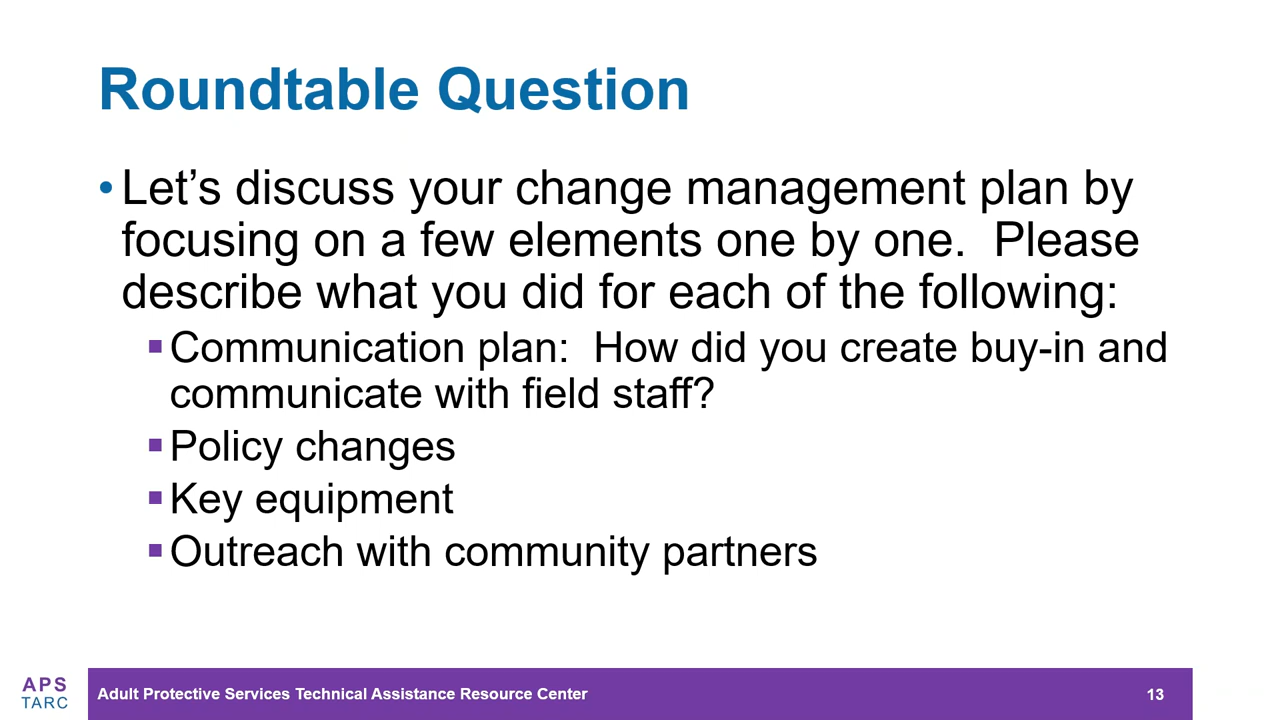 Roundtable Question
• Let’s discuss your change management plan by
focusing on a few elements one by one.  Please
describe what you did for each of the following:
▪ Communication plan:  How did you create buy-in and
communicate with field staff?
▪ Policy changes
▪ Key equipment
▪ Outreach with community partners
APS
TARC
Adult Protective Services Technical Assistance Resource Center
13